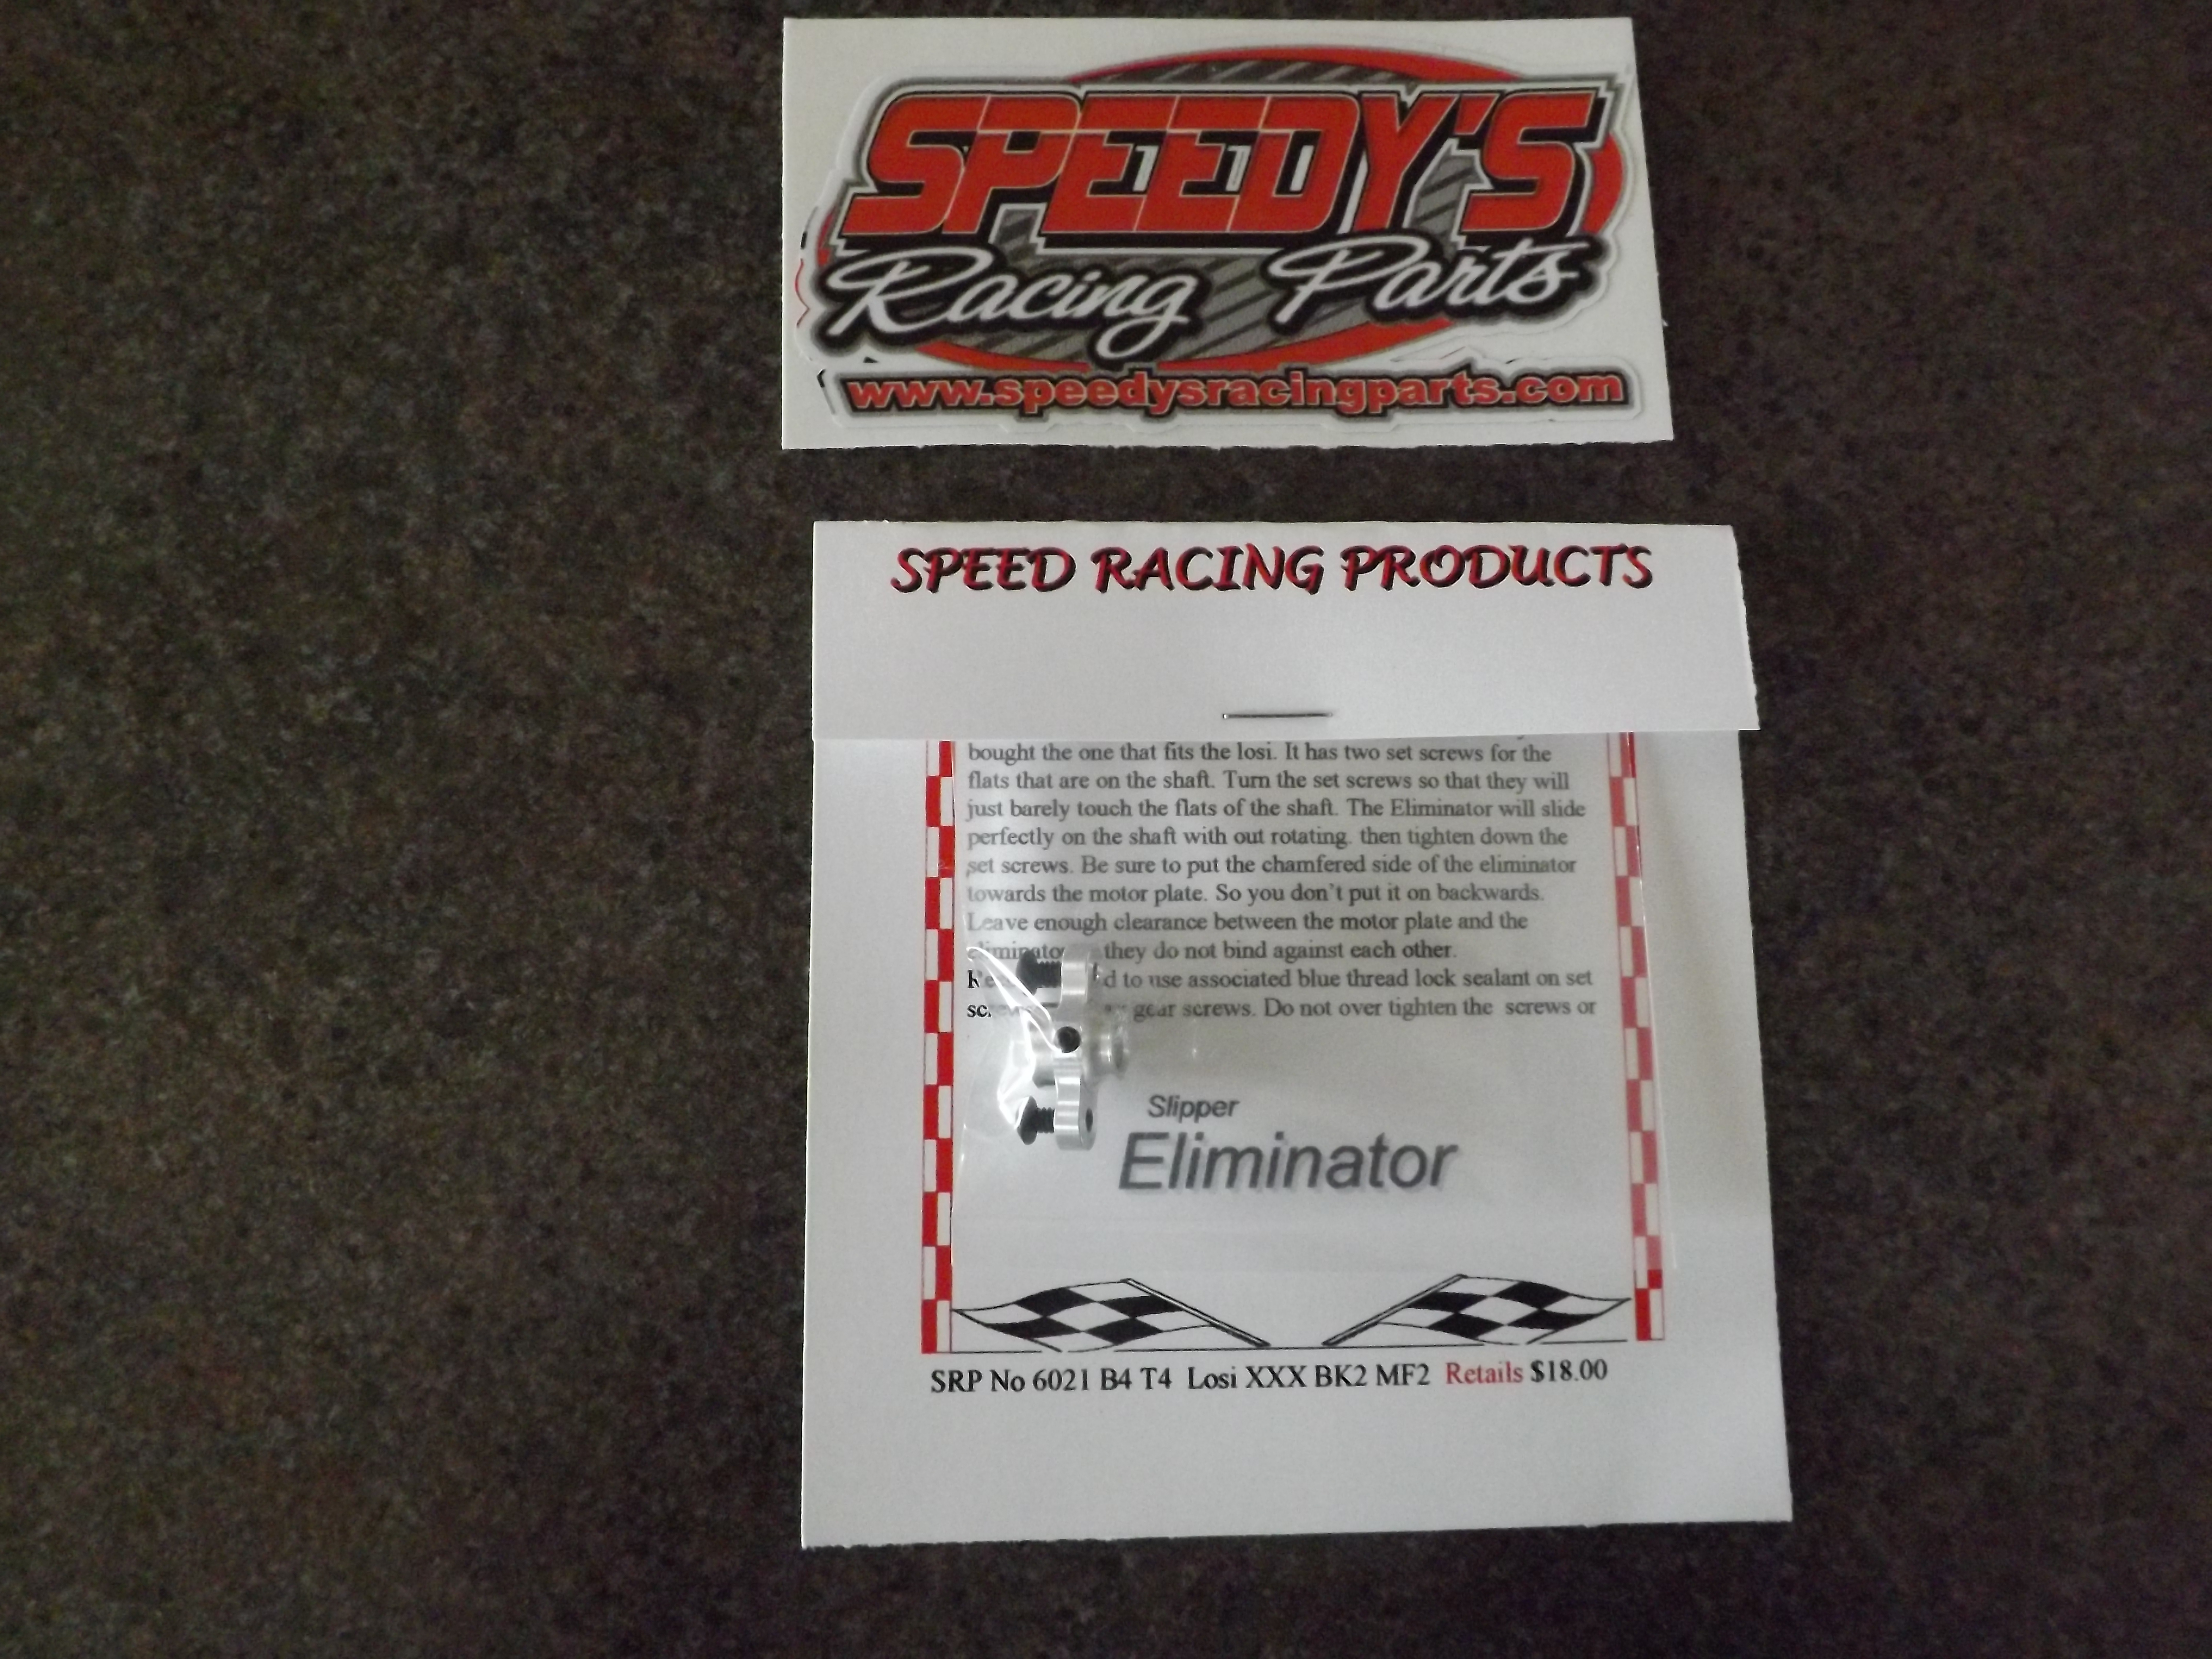 SPEEDY'S
Racing Parts
www.speedysracingparts.com
SPEED RACING PRODUCTS
bought the one that fits the losi. It has two set screws for the
flats that are on the shaft. Turn the set screws so that they will
just barely touch the flats of the shaft. The Eliminator will slide
perfectly on the shaft with out rotating. then tighten down the
set screws. Be sure to put the chamfered side of the eliminator
towards the motor plate. So you don't put it on backwards.
Leave enough clearance between the motor plate and the
they do not bind against each other.
to use associated blue thread lock sealant on set
gear screws. Do not over tighten the screws or
Slipper
Eliminator
SRP No 6021 B4 T4 Losi XXX BK2 MF2 Retails $18.00